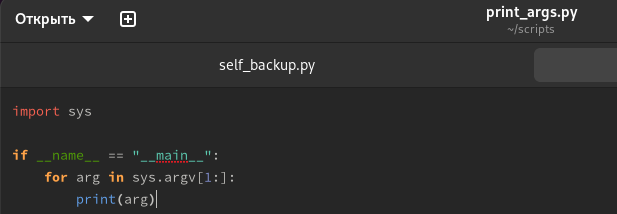 Открыть
print_args.py
~/scripts
self_backup.py
import sys
if __name__ == "__main__":
    for arg in sys.argv[1:]:
        print(arg)